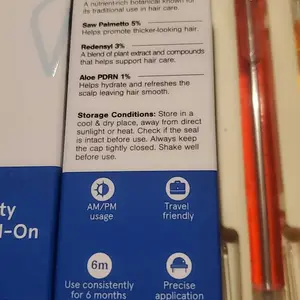 A nutrient-rich botanical known for
its traditional use in hair care.
Saw Palmetto 5%
Helps promote thicker-looking hair
Redensyl 3%
A blend of plant extract and compounds
that helps support hair care.
Aloe PDRN 1%
Helps hydrate and refreshes the
scalp leaving hair smooth.
Storage Conditions: Store in a
cool & dry place, away from direct
sunlight or heat. Check if the seal
is intact before use. Always keep
the cap tightly closed. Shake well
before use.
AM/PM
usage
Travel
friendly
ty
l-On
6m
Use consistently
for 6 months
Precise
application